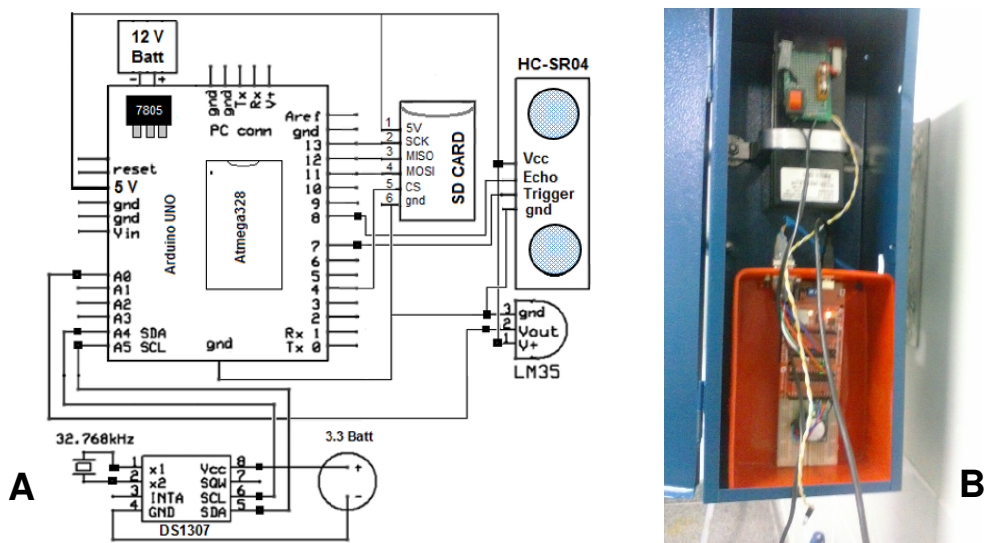 12 V
Batt
- +
7805
gnd
gnd
Tx
Rx
V+
PC conn
Aref
gnd
13
12
11
10
9
8
7
6
5
4
3
2
Rx 1
Tx 0
reset
5 V
gnd
gnd
Vin
A0
A1
A2
A3
A4 SDA
A5 SCL
gnd
Arduino UNO
Atmega328
1 5V
2 SCK
3 MISO
4 MOSI
5 CS
6 gnd
SD CARD
HC-SR04
Vcc
Echo
Trigger
gnd
3 gnd
2 Vout
1 V+
LM35
32.768kHz
1 x1
2 x2
3 INTA
4 GND
Vcc 8
SQW 7
SCL 6
SDA 5
DS1307
3.3 Batt
+
-
A
B